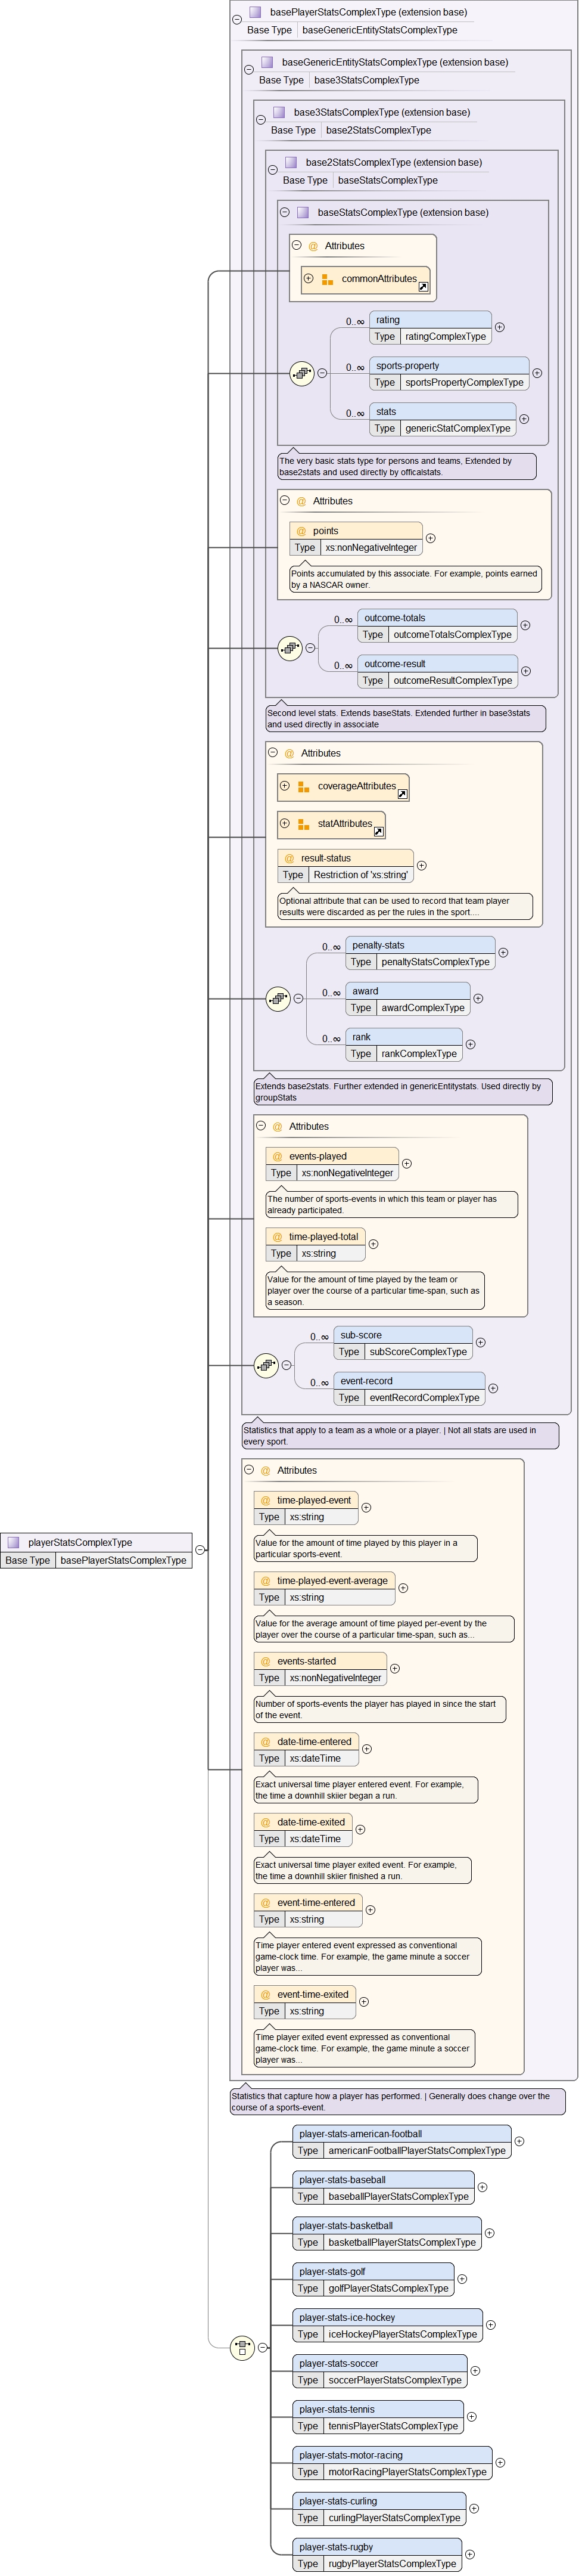 basePlayerStatsComplexType (extension base)
Base Type baseGenericEntityStatsComplexType
baseGenericEntityStatsComplexType (extension base)
Base Type base3StatsComplexType
base3StatsComplexType (extension base)
Base Type base2StatsComplexType
base2StatsComplexType (extension base)
Base Type baseStatsComplexType
baseStatsComplexType (extension base)
@ Attributes
commonAttributes
0..∞ rating
Type ratingComplexType
0..∞ sports-property
Type sportsPropertyComplexType
0..∞ stats
Type genericStatComplexType
The very basic stats type for persons and teams, Extended by
base2stats and used directly by officalstats.
@ Attributes
@ points
Type xs:nonNegativeInteger
Points accumulated by this associate. For example, points earned
by a NASCAR owner.
0..∞ outcome-totals
Type outcomeTotalsComplexType
0..∞ outcome-result
Type outcomeResultComplexType
Second level stats. Extends baseStats. Extended further in base3stats
and used directly in associate
@ Attributes
coverageAttributes
statAttributes
@ result-status
Type Restriction of 'xs:string'
Optional attribute that can be used to record that team player
results were discarded as per the rules in the sport....
0..∞ penalty-stats
Type penaltyStatsComplexType
0..∞ award
Type awardComplexType
0..∞ rank
Type rankComplexType
Extends base2stats. Further extended in genericEntitystats. Used directly by
groupStats
@ Attributes
@ events-played
Type xs:nonNegativeInteger
The number of sports-events in which this team or player has
already participated.
@ time-played-total
Type xs:string
Value for the amount of time played by the team or
player over the course of a particular time-span, such as
a season.
0..∞ sub-score
Type subScoreComplexType
0..∞ event-record
Type eventRecordComplexType
Statistics that apply to a team as a whole or a player. | Not all stats are used in
every sport.
@ Attributes
@ time-played-event
Type xs:string
Value for the amount of time played by this player in a
particular sports-event.
@ time-played-event-average
Type xs:string
Value for the average amount of time played per-event by the
player over the course of a particular time-span, such as...
@ events-started
Type xs:nonNegativeInteger
Number of sports-events the player has played in since the start
of the event.
@ date-time-entered
Type xs:dateTime
Exact universal time player entered event. For example,
the time a downhill skiier began a run.
@ date-time-exited
Type xs:dateTime
Exact universal time player exited event. For example,
the time a downhill skiier finished a run.
@ event-time-entered
Type xs:string
Time player entered event expressed as conventional
game-clock time. For example, the game minute a soccer
player was...
@ event-time-exited
Type xs:string
Time player exited event expressed as conventional
game-clock time. For example, the game minute a soccer
player was...
playerStatsComplexType
Base Type basePlayerStatsComplexType
Statistics that capture how a player has performed. | Generally does change over the
course of a sports-event.
player-stats-american-football
Type americanFootballPlayerStatsComplexType
player-stats-baseball
Type baseballPlayerStatsComplexType
player-stats-basketball
Type basketballPlayerStatsComplexType
player-stats-golf
Type golfPlayerStatsComplexType
player-stats-ice-hockey
Type iceHockeyPlayerStatsComplexType
player-stats-soccer
Type soccerPlayerStatsComplexType
player-stats-tennis
Type tennisPlayerStatsComplexType
player-stats-motor-racing
Type motorRacingPlayerStatsComplexType
player-stats-curling
Type curlingPlayerStatsComplexType
player-stats-rugby
Type rugbyPlayerStatsComplexType